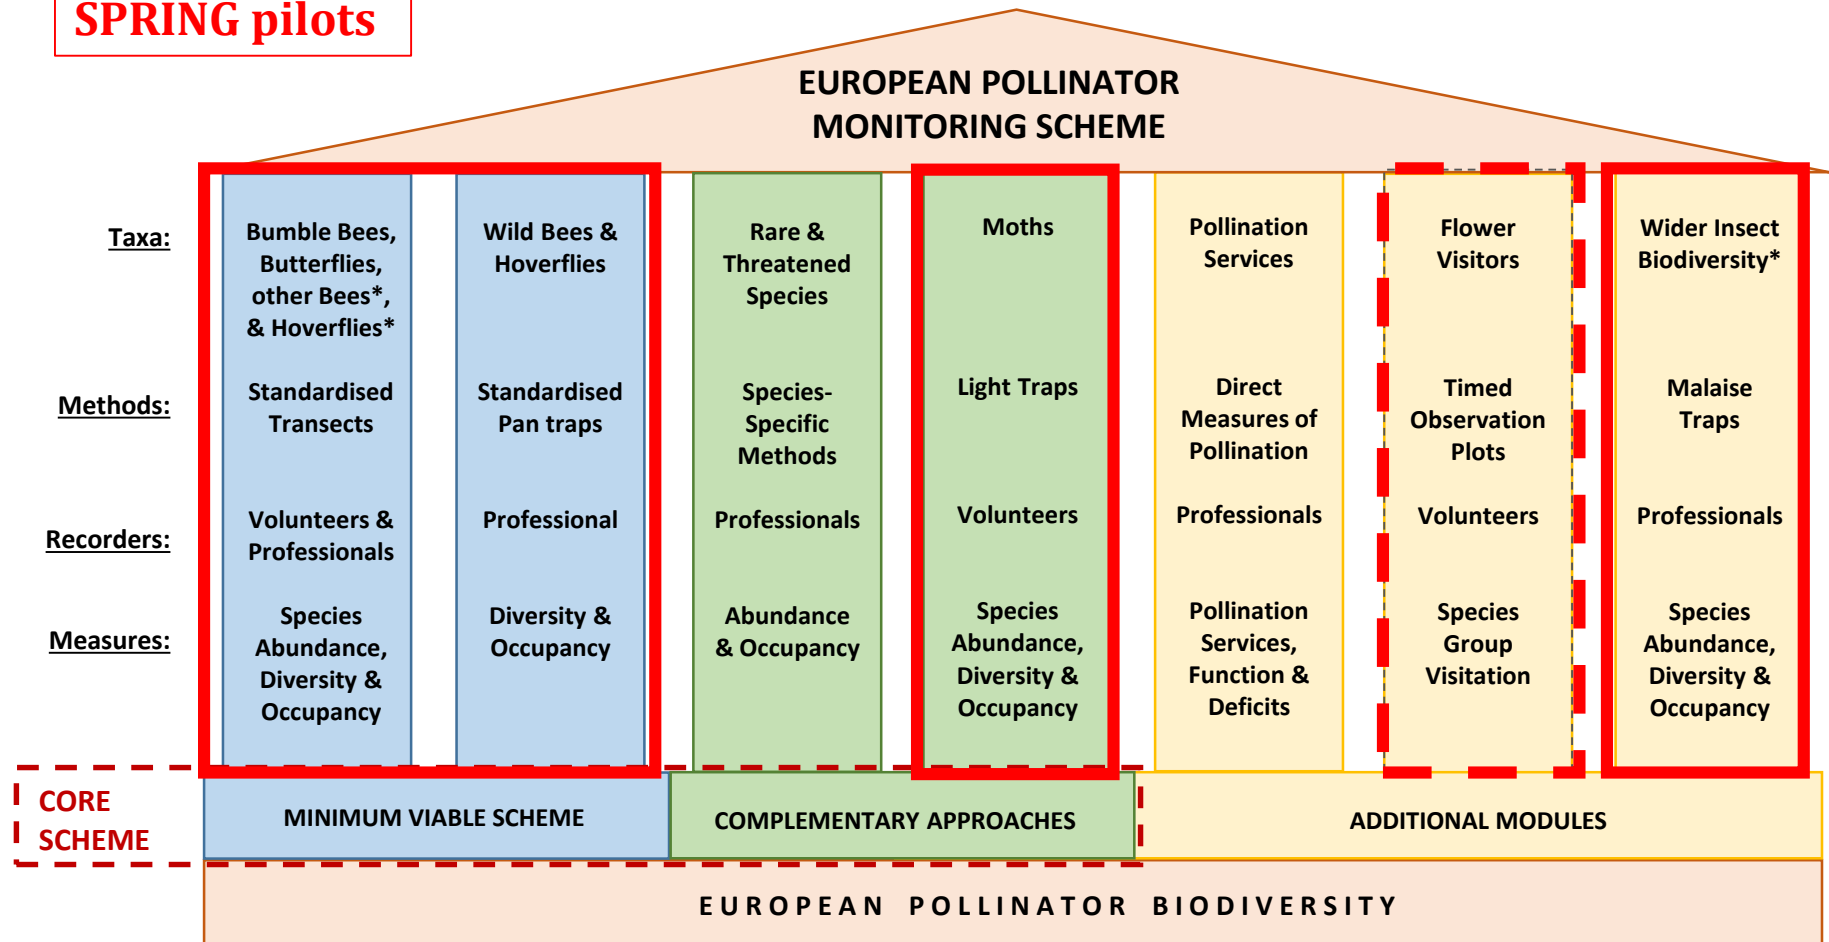 SPRING pilots
EUROPEAN POLLINATOR
MONITORING SCHEME
Taxa:
Bumble Bees,
Butterflies,
other Bees*,
& Hoverflies*
Wild Bees &
Hoverflies
Rare &
Threatened
Species
Moths
Pollination
Services
Flower
Visitors
Wider Insect
Biodiversity*
Methods:
Standardised
Transects
Standardised
Pan traps
Species-
Specific
Methods
Light Traps
Direct
Measures of
Pollination
Timed
Observation
Plots
Malaise
Traps
Recorders:
Volunteers &
Professionals
Professional
Professionals
Volunteers
Professionals
Volunteers
Professionals
Measures:
Species
Abundance,
Diversity &
Occupancy
Diversity &
Occupancy
Abundance
& Occupancy
Species
Abundance,
Diversity &
Occupancy
Pollination
Services,
Function &
Deficits
Species
Group
Visitation
Species
Abundance,
Diversity &
Occupancy
CORE
SCHEME
MINIMUM VIABLE SCHEME
COMPLEMENTARY APPROACHES
ADDITIONAL MODULES
EUROPEAN POLLINATOR BIODIVERSITY